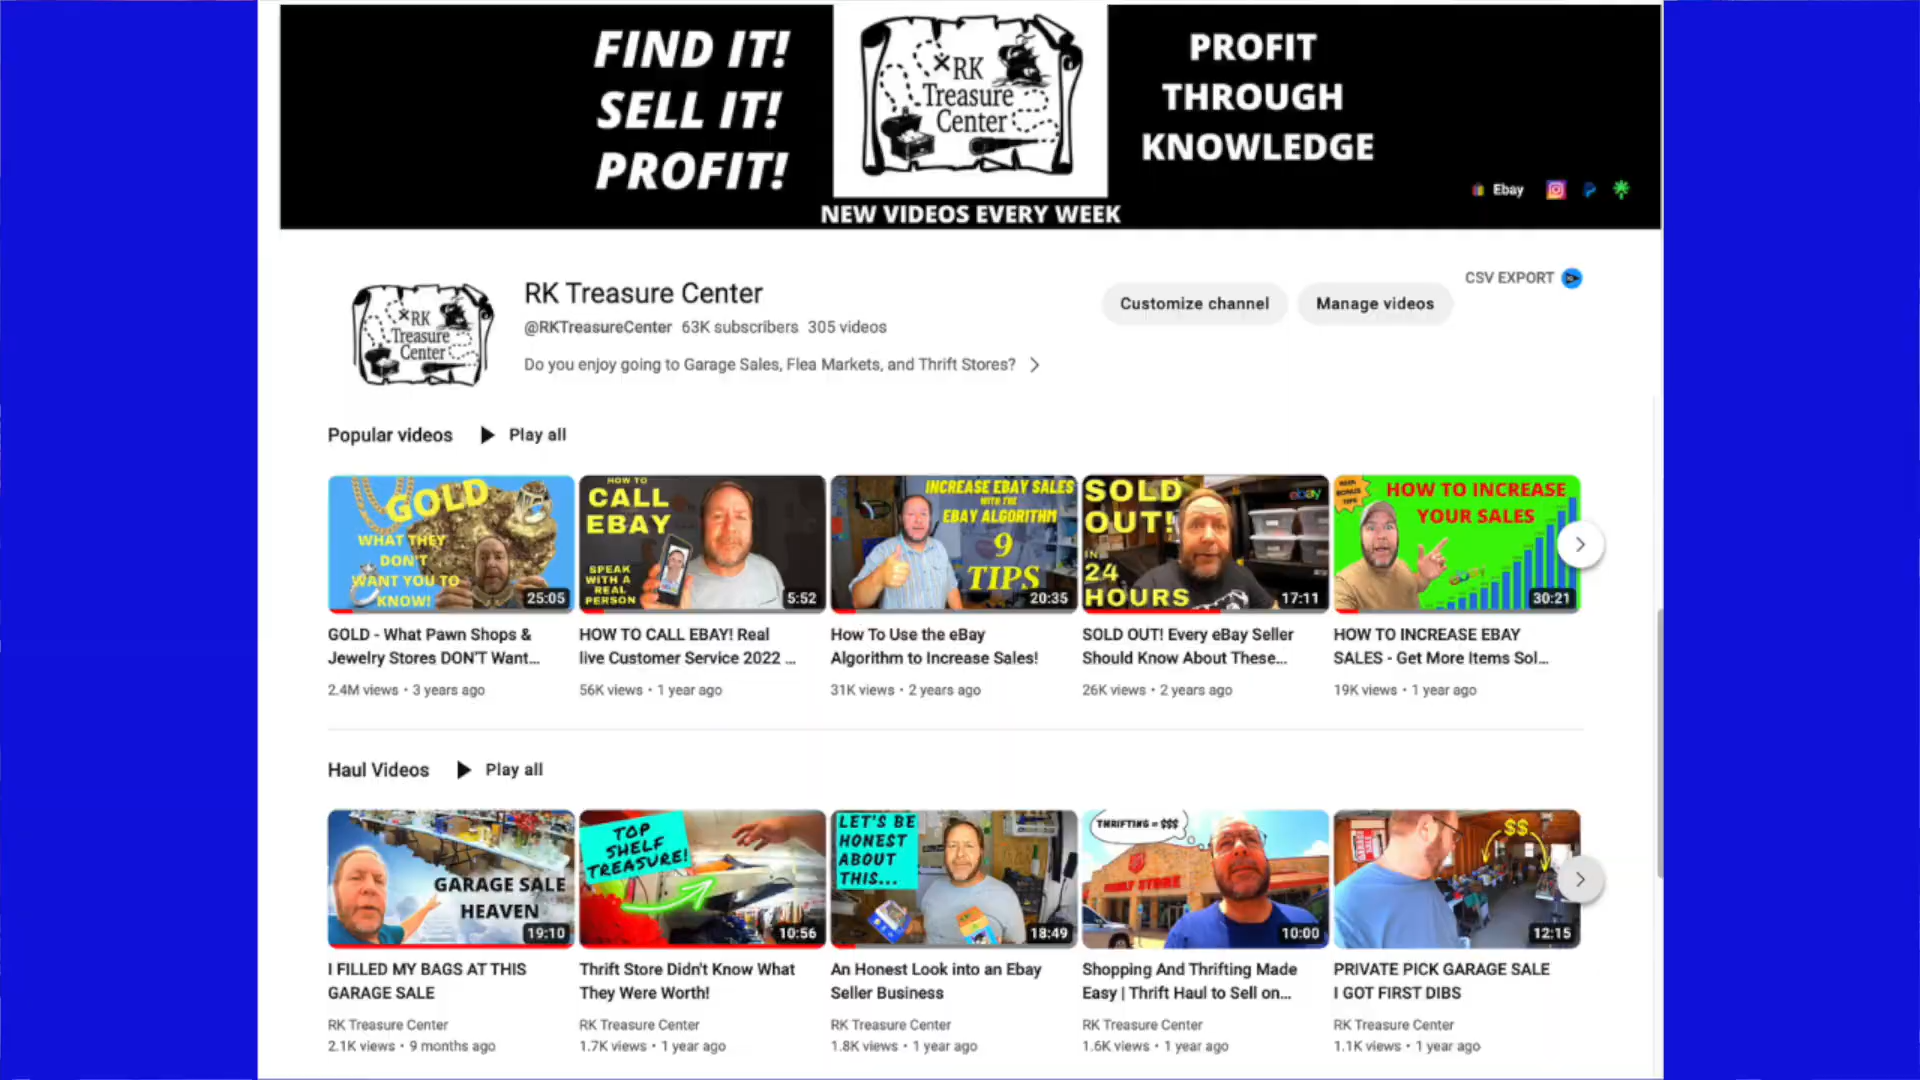 FIND IT!
SELL IT!
PROFIT!
RK
Treasure
Center
PROFIT
THROUGH
KNOWLEDGE
Ebay
NEW VIDEOS EVERY WEEK
RK
Treasure
Center
RK Treasure Center
@RKTreasureCenter 63K subscribers 305 videos
Do you enjoy going to Garage Sales, Flea Markets, and Thrift Stores?
Customize channel
Manage videos
CSV EXPORT
Popular videos
Play all
GOLD
WHAT THEY
DON'T
WANT YOU TO
KNOW!
25:05
HOW TO
CALL
EBAY
SPEAK
WITH A
REAL
PERSON
5:52
INCREASE EBAY SALES
WITH THE
EBAY ALGORITHM
9
TIPS
20:35
SOLD
OUT!
IN
24
HOURS
ebay
17:11
HOW TO INCREASE
YOUR SALES
30:21
GOLD - What Pawn Shops &
Jewelry Stores DON'T Want...
2.4M views • 3 years ago
HOW TO CALL EBAY! Real
live Customer Service 2022 ...
56K views • 1 year ago
How To Use the eBay
Algorithm to Increase Sales!
31K views • 2 years ago
SOLD OUT! Every eBay Seller
Should Know About These...
26K views • 2 years ago
HOW TO INCREASE EBAY
SALES - Get More Items Sol...
19K views • 1 year ago
Haul Videos
Play all
GARAGE SALE
HEAVEN
19:10
TOP
SHELF
TREASURE!
10:56
LET'S BE
HONEST
ABOUT
THIS...
18:49
THRIFTING = $$$
STORE
10:00
$$
12:15
I FILLED MY BAGS AT THIS
GARAGE SALE
RK Treasure Center
2.1K views • 9 months ago
Thrift Store Didn't Know What
They Were Worth!
RK Treasure Center
1.7K views • 1 year ago
An Honest Look into an Ebay
Seller Business
RK Treasure Center
1.8K views • 1 year ago
Shopping And Thrifting Made
Easy | Thrift Haul to Sell on...
RK Treasure Center
1.6K views • 1 year ago
PRIVATE PICK GARAGE SALE
I GOT FIRST DIBS
RK Treasure Center
1.1K views • 1 year ago